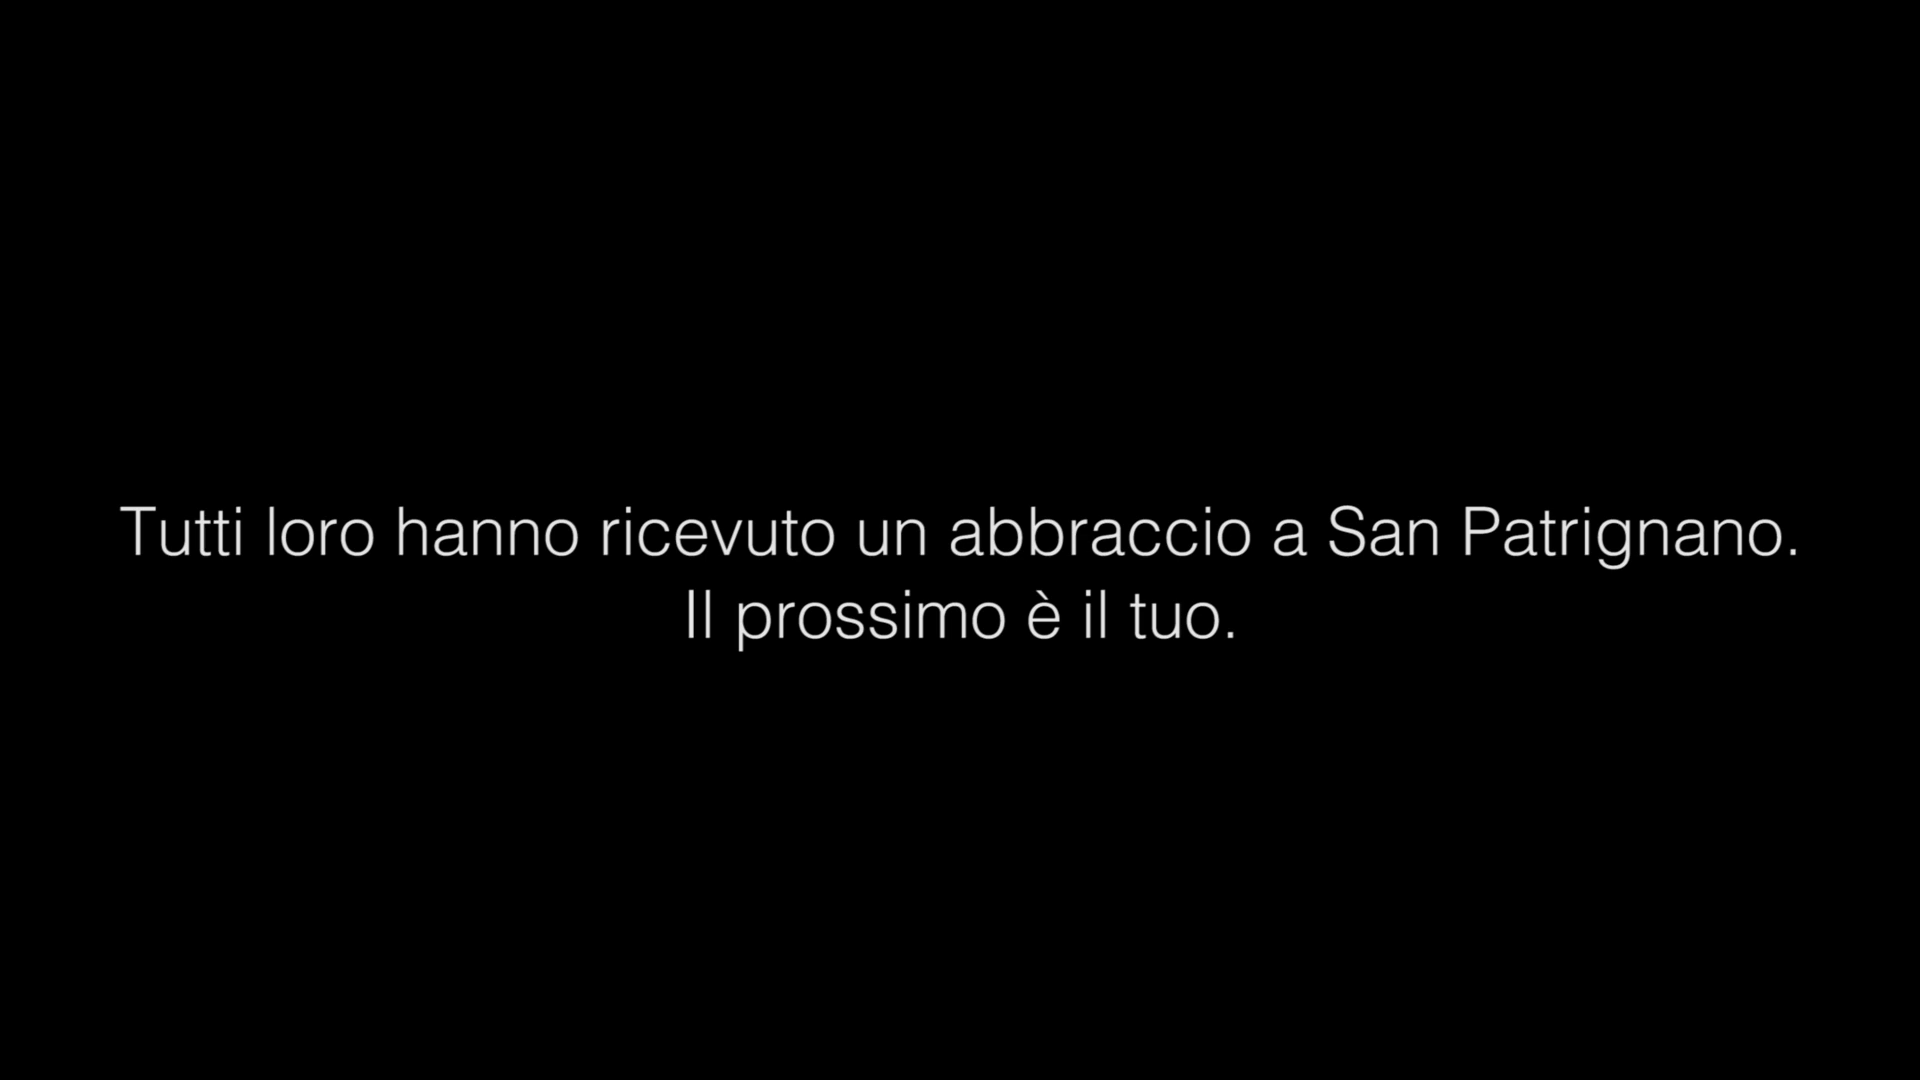 Tutti loro hanno ricevuto un abbraccio a San Patrignano.
Il prossimo è il tuo.